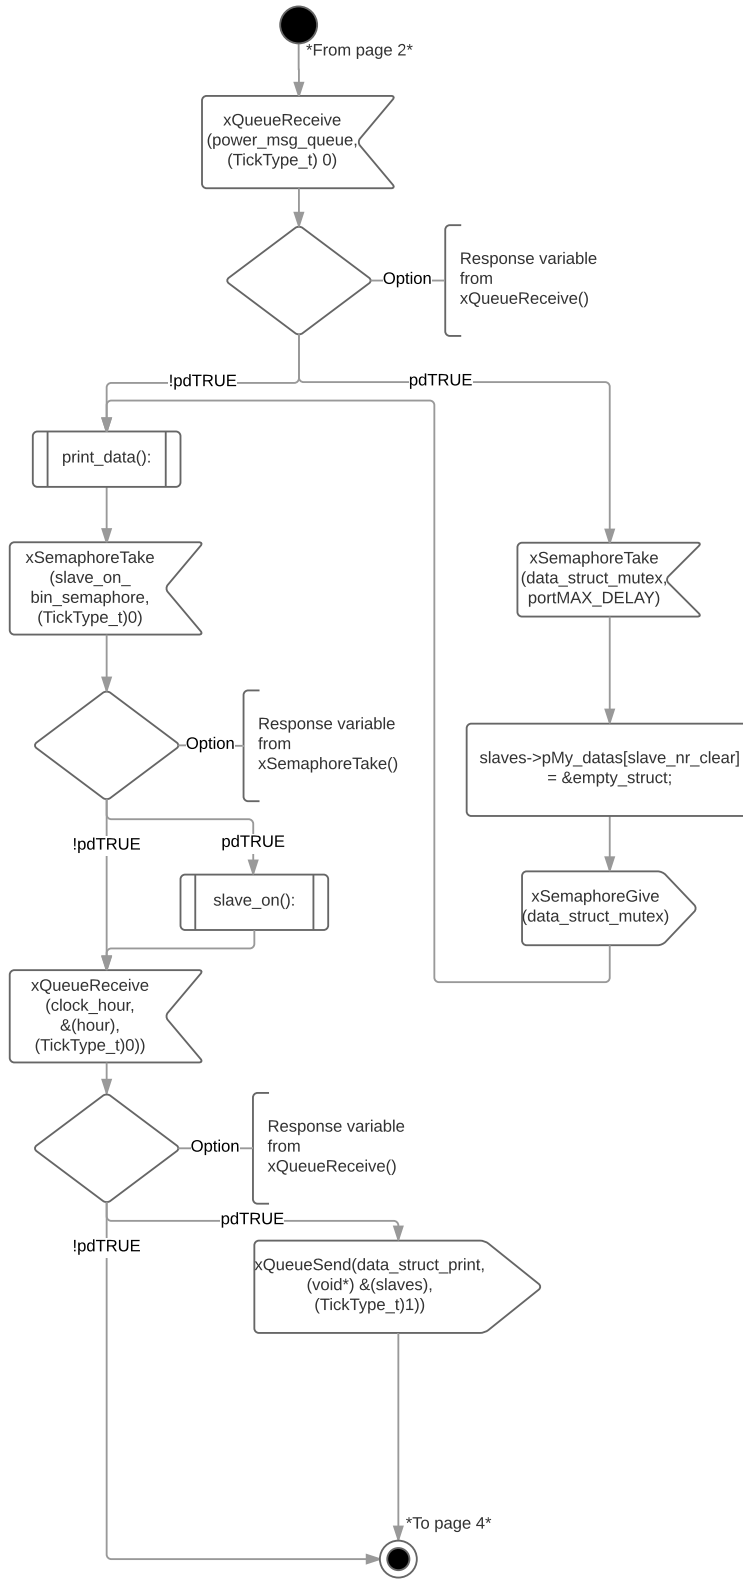 *From page 2*
xQueueReceive
(power_msg_queue,
(TickType_t) 0)
Option
Response variable
from
xQueueReceive()
!pdTRUE
pdTRUE
print_data():
xSemaphoreTake
(slave_on_
bin_semaphore,
(TickType_t)0)
xSemaphoreTake
(data_struct_mutex,
portMAX_DELAY)
Option
Response variable
from
xSemaphoreTake()
slaves->pMy_datas[slave_nr_clear]
= &empty_struct;
!pdTRUE
pdTRUE
slave_on():
xSemaphoreGive
(data_struct_mutex)
xQueueReceive
(clock_hour,
&(hour),
(TickType_t)0))
Option
Response variable
from
xQueueReceive()
pdTRUE
!pdTRUE
xQueueSend(data_struct_print,
(void*) &(slaves),
(TickType_t)1))
*To page 4*